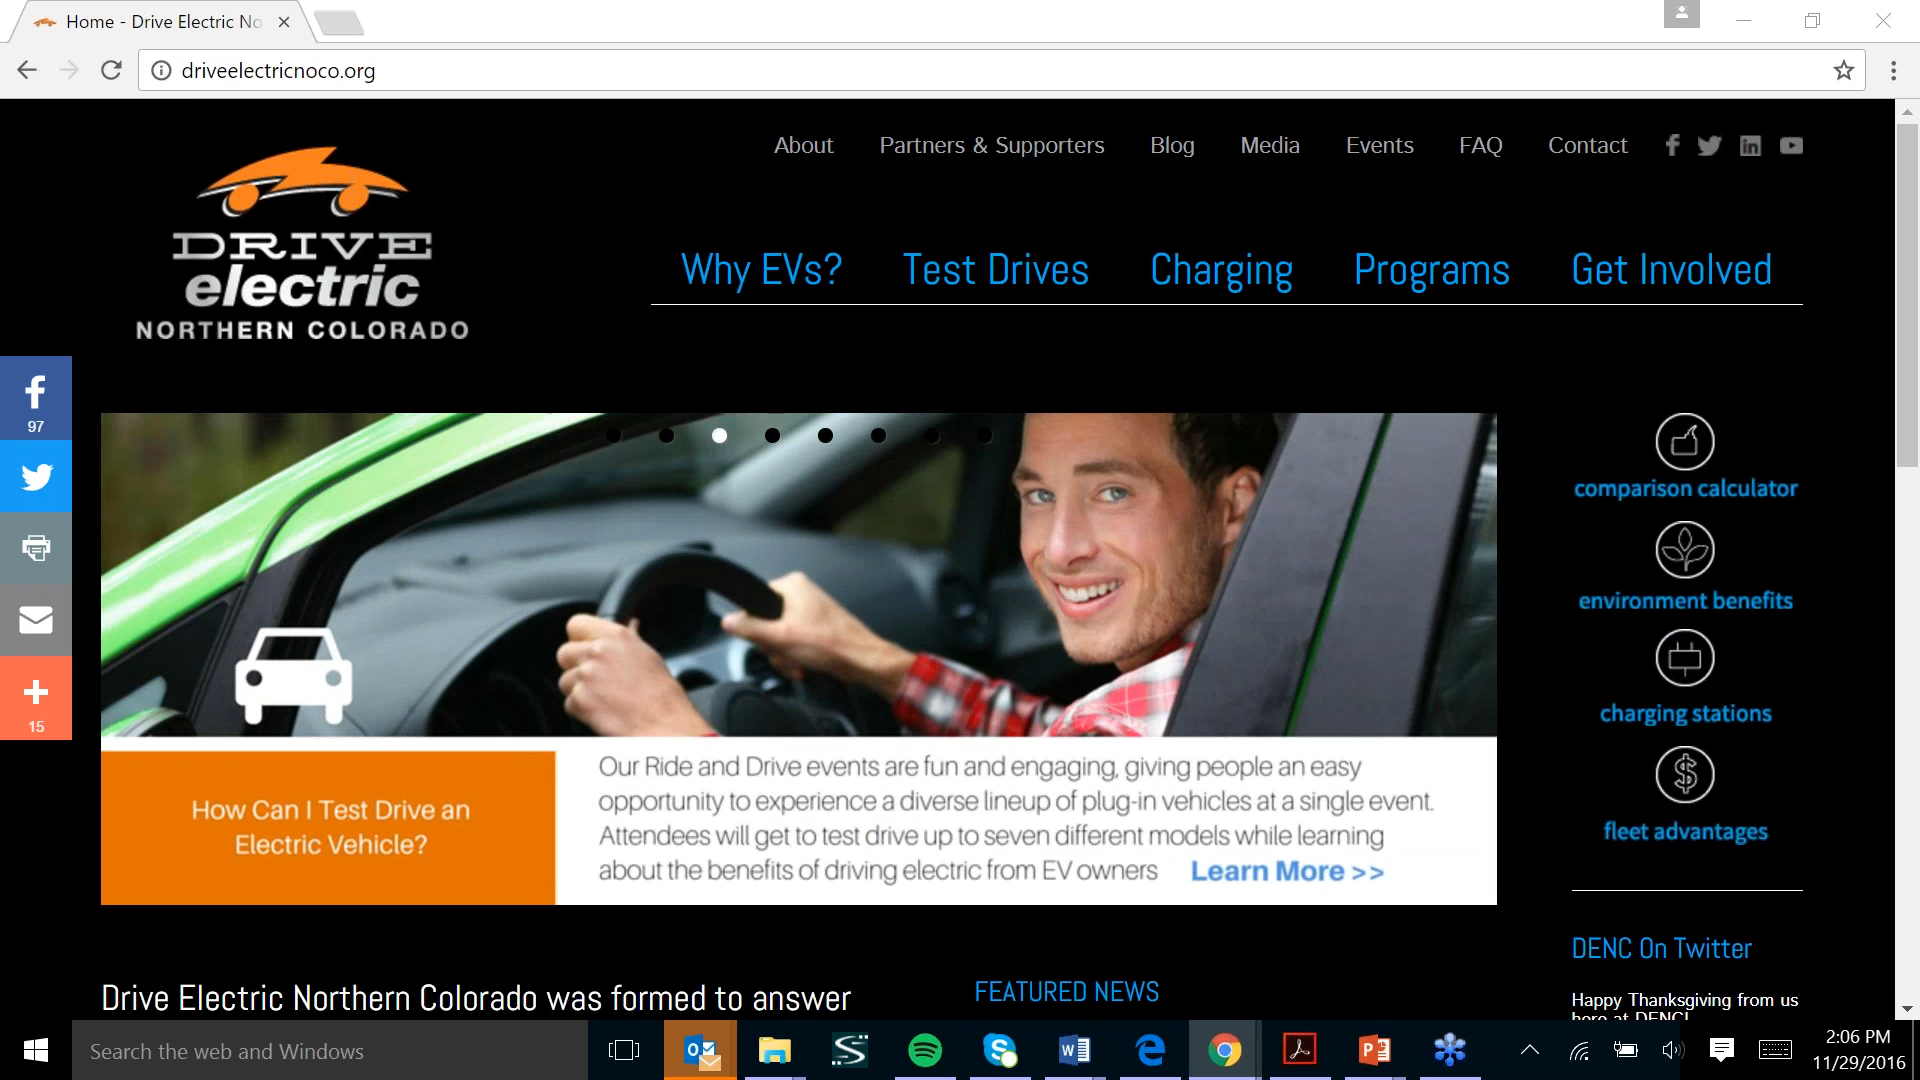 Home - Drive Electric No
driveelectricnoco.org
About Partners & Supporters Blog Media Events FAQ Contact
DRIVE
electric
NORTHERN COLORADO
Why EVs? Test Drives Charging Programs Get Involved
97
15
comparison calculator
environment benefits
charging stations
fleet advantages
How Can I Test Drive an
Electric Vehicle?
Our Ride and Drive events are fun and engaging, giving people an easy
opportunity to experience a diverse lineup of plug-in vehicles at a single event.
Attendees will get to test drive up to seven different models while learning
about the benefits of driving electric from EV owners Learn More >>
Drive Electric Northern Colorado was formed to answer
FEATURED NEWS
DENC On Twitter
Happy Thanksgiving from us
here at DENC!
Search the web and Windows
2:06 PM
11/29/2016